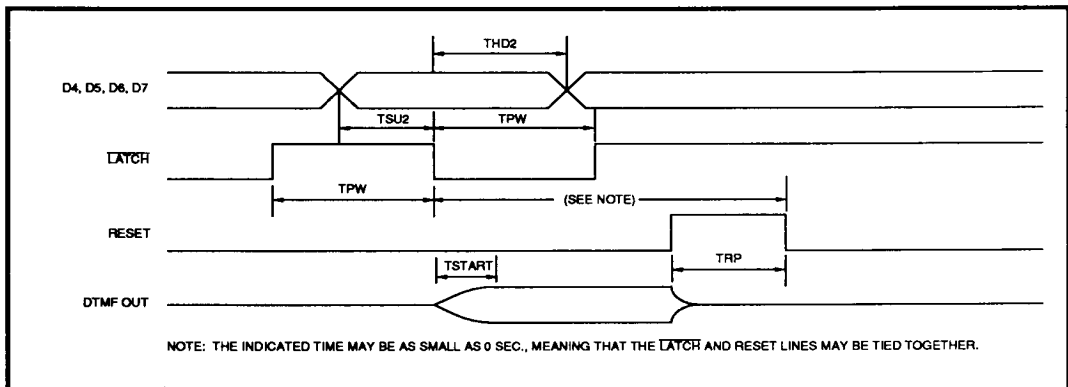 THD2
D4, D5, D6, D7
TSU2
TPW
LATCH
TPW
(SEE NOTE)
RESET
TSTART
TRP
DTMF OUT
NOTE: THE INDICATED TIME MAY BE AS SMALL AS 0 SEC., MEANING THAT THE LATCH AND RESET LINES MAY BE TIED TOGETHER.